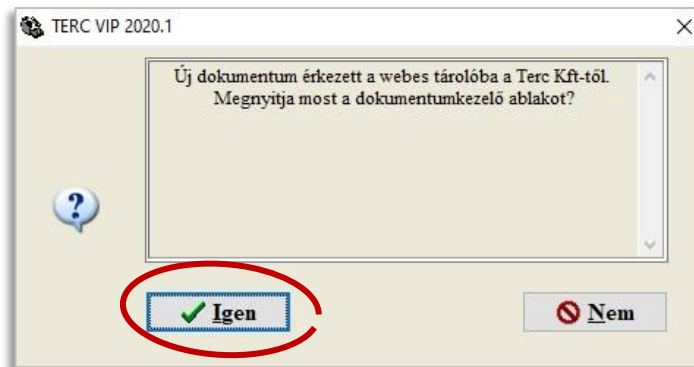 TERC VIP 2020.1
Új dokumentum érkezett a webes tárolóba a Terc Kft-től.
Megnyitja most a dokumentumkezelő ablakot?
Igen
Nem